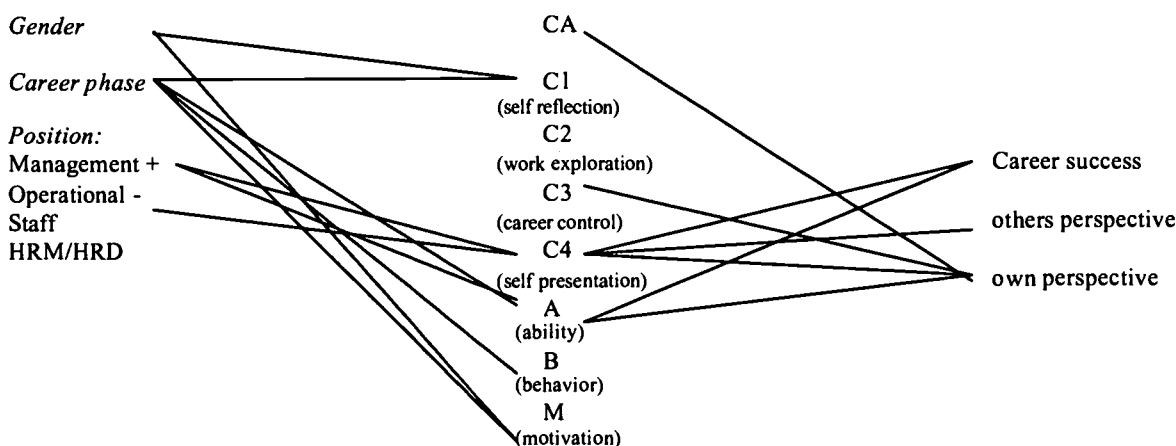 Gender
Career phase
Position:
Management +
Operational -
Staff
HRM/HRD
CA
C1
(self reflection)
C2
(work exploration)
C3
(career control)
C4
(self presentation)
A
(ability)
B
(behavior)
M
(motivation)
Career success
others perspective
own perspective